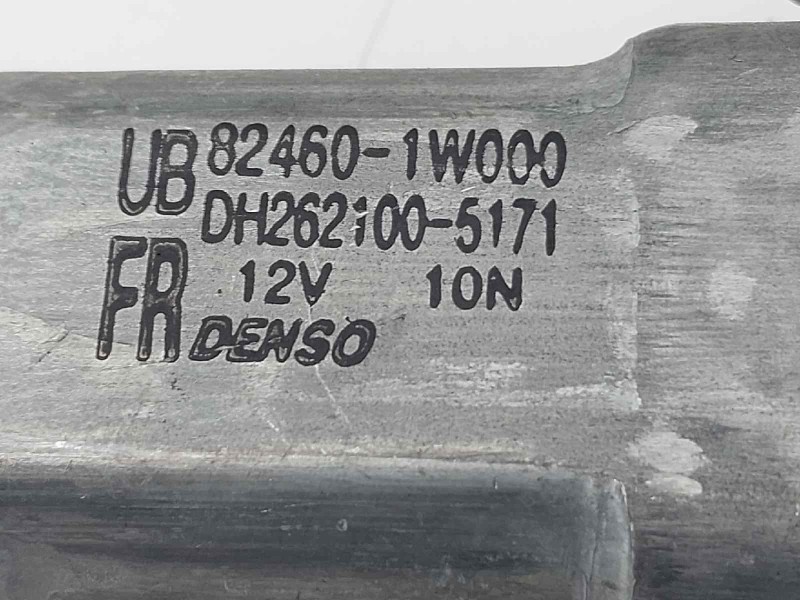 UB 82460-1W000
DH262100-5171
FR 12V 10N
DENSO